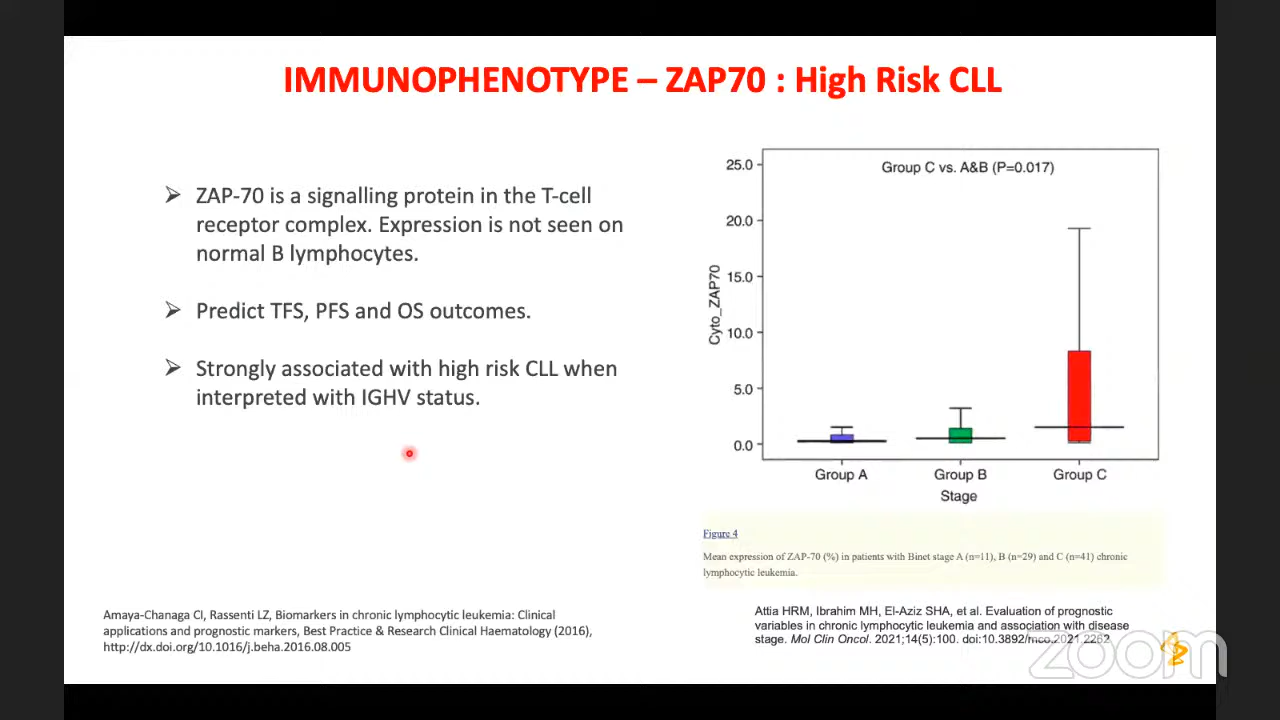 IMMUNOPHENOTYPE – ZAP70 : High Risk CLL
ZAP-70 is a signalling protein in the T-cell
receptor complex. Expression is not seen on
normal B lymphocytes.
Predict TFS, PFS and OS outcomes.
Strongly associated with high risk CLL when
interpreted with IGHV status.
Group C vs. A&B (P=0.017)
Cyto_ZAP70
25.0
20.0
15.0
10.0
5.0
0.0
Group A
Group B
Group C
Stage
Figure 4
Mean expression of ZAP-70 (%) in patients with Binet stage A (n=11), B (n=29) and C (n=41) chronic
lymphocytic leukemia.
Amaya-Chanaga CI, Rassenti LZ, Biomarkers in chronic lymphocytic leukemia: Clinical
applications and prognostic markers, Best Practice & Research Clinical Haematology (2016),
http://dx.doi.org/10.1016/j.beha.2016.08.005
Attia HRM, Ibrahim MH, El-Aziz SHA, et al. Evaluation of prognostic
variables in chronic lymphocytic leukemia and association with disease
stage. Mol Clin Oncol. 2021;14(5):100. doi:10.3892/mco.2021.2262
zoom